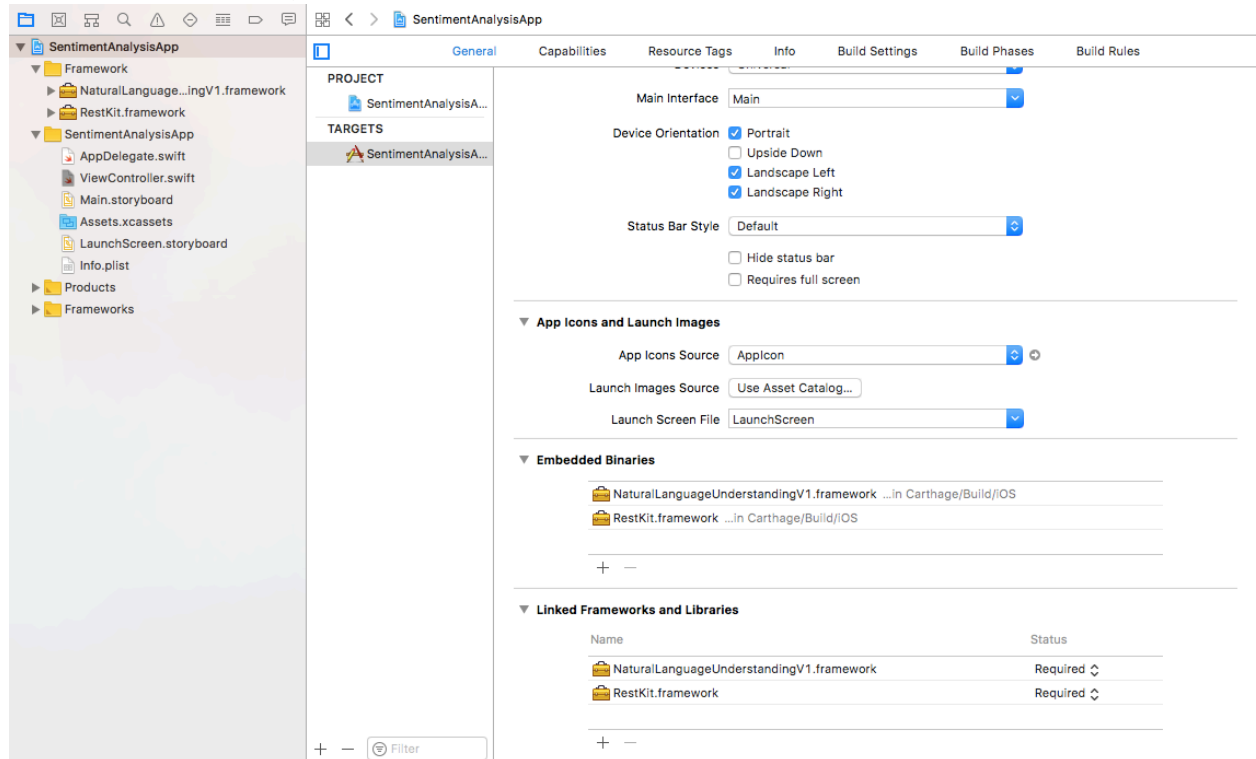 SentimentAnalysisApp
General Capabilities Resource Tags Info Build Settings Build Phases Build Rules
SentimentAnalysisApp
Framework
NaturalLanguage...ingV1.framework
RestKit.framework
SentimentAnalysisApp
AppDelegate.swift
ViewController.swift
Main.storyboard
Assets.xcassets
LaunchScreen.storyboard
Info.plist
Products
Frameworks
PROJECT
SentimentAnalysisA...
TARGETS
SentimentAnalysisA...
Filter
Devices Universal
Main Interface Main
Device Orientation Portrait
Upside Down
Landscape Left
Landscape Right
Status Bar Style Default
Hide status bar
Requires full screen
App Icons and Launch Images
App Icons Source AppIcon
Launch Images Source Use Asset Catalog...
Launch Screen File LaunchScreen
Embedded Binaries
NaturalLanguageUnderstandingV1.framework ...in Carthage/Build/iOS
RestKit.framework ...in Carthage/Build/iOS
Linked Frameworks and Libraries
Name Status
NaturalLanguageUnderstandingV1.framework Required
RestKit.framework Required